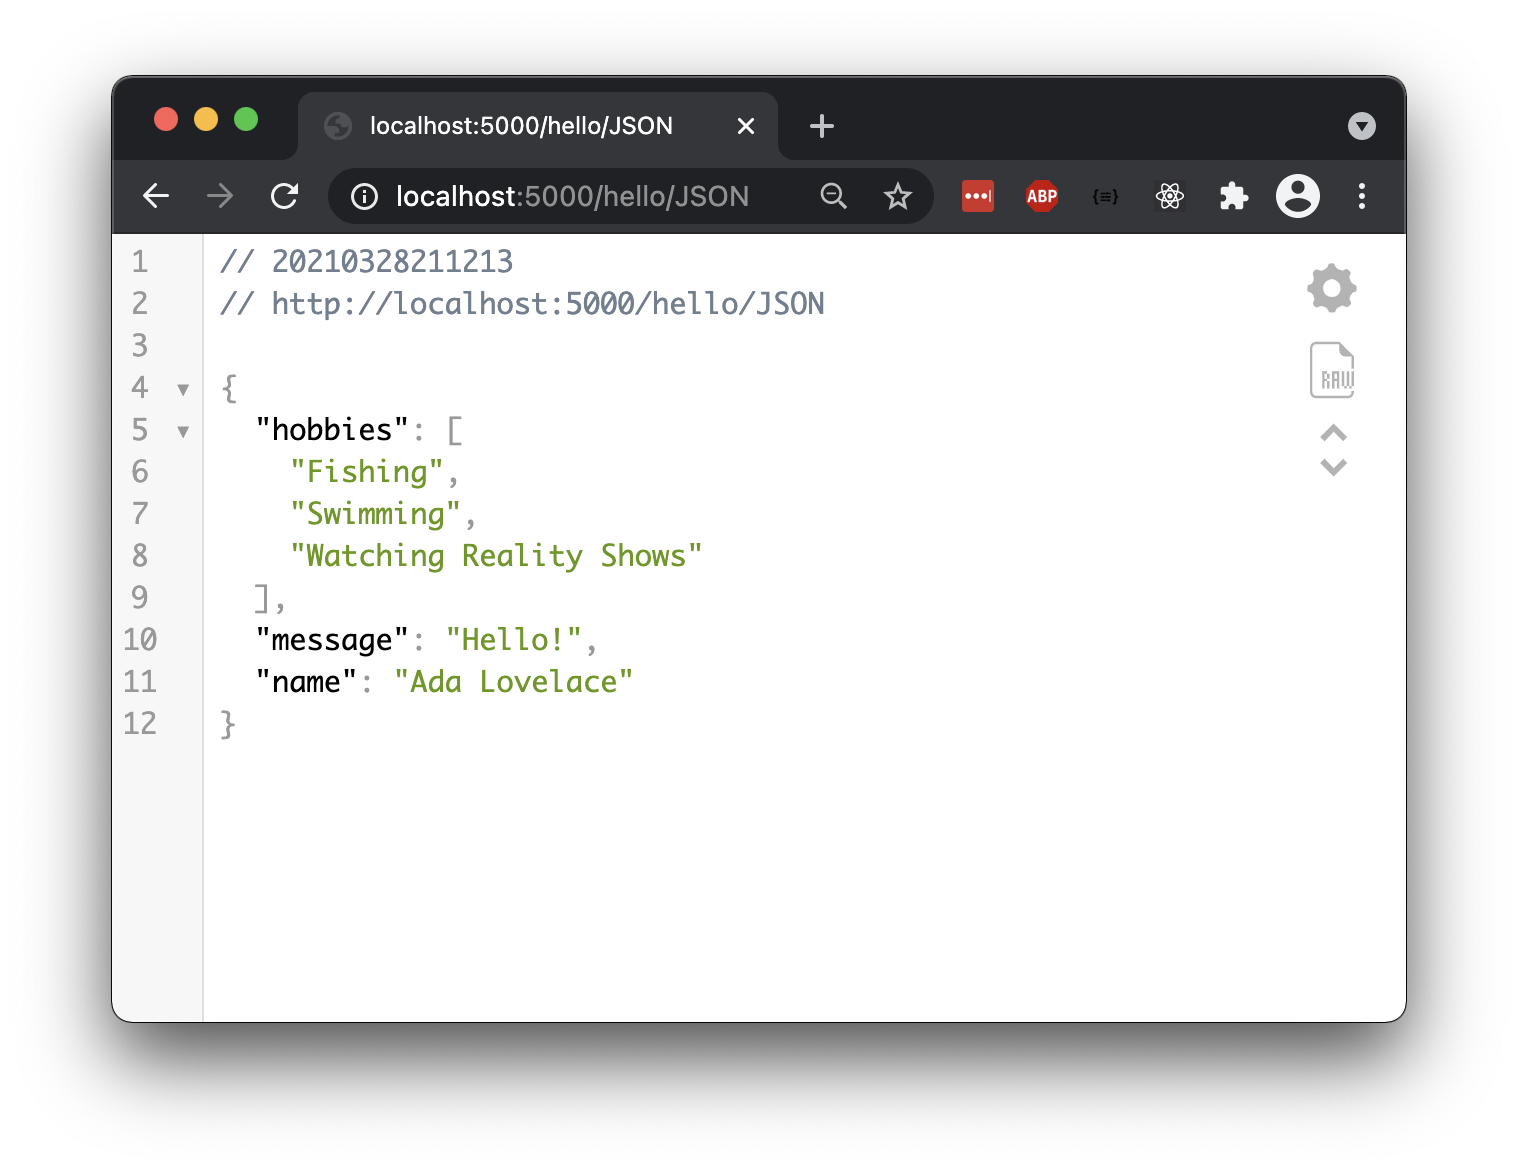 localhost:5000/hello/JSON
localhost:5000/hello/JSON
ABP
1 // 20210328211213
2 // http://localhost:5000/hello/JSON
3
4 {
5 "hobbies": [
6 "Fishing",
7 "Swimming",
8 "Watching Reality Shows"
9 ],
10 "message": "Hello!",
11 "name": "Ada Lovelace"
12 }
RAW